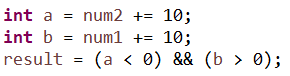 int a = num2 += 10;
int b = num1 += 10;
result = (a < 0) && (b > 0);